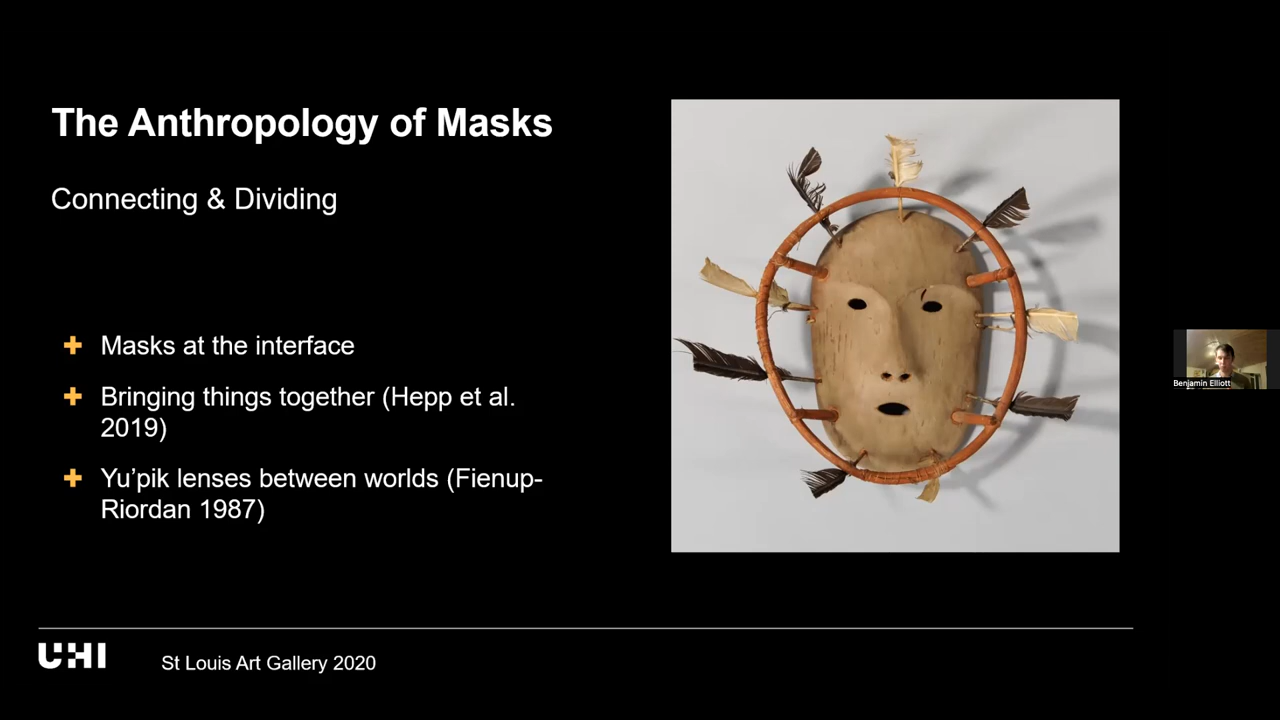 The Anthropology of Masks
Connecting & Dividing
Masks at the interface
Bringing things together (Hepp et al.
2019)
Yu’pik lenses between worlds (Fienup-
Riordan 1987)
Benjamin Elliott
UHI
St Louis Art Gallery 2020